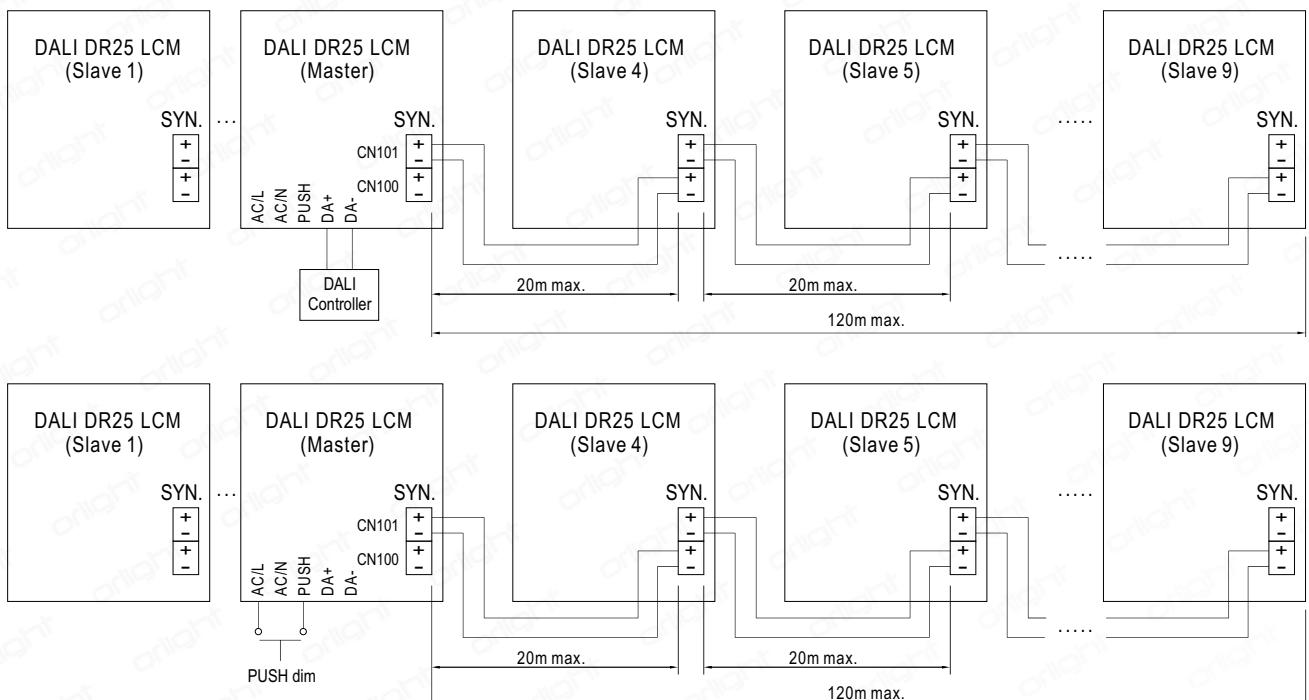 DALI DR25 LCM
(Slave 1)
SYN.
+
-
+
-
....
DALI DR25 LCM
(Master)
SYN.
CN101
+
-
CN100
+
-
AC/L
AC/N
PUSH
DA+
DA-
DALI
Controller
DALI DR25 LCM
(Slave 4)
SYN.
+
-
+
-
DALI DR25 LCM
(Slave 5)
SYN.
+
-
+
-
.....
.....
DALI DR25 LCM
(Slave 9)
SYN.
+
-
+
-
20m max.
20m max.
120m max.
DALI DR25 LCM
(Slave 1)
SYN.
+
-
+
-
...
DALI DR25 LCM
(Master)
SYN.
CN101
+
-
CN100
+
-
AC/L
AC/N
PUSH
DA+
DA-
PUSH dim
DALI DR25 LCM
(Slave 4)
SYN.
+
-
+
-
DALI DR25 LCM
(Slave 5)
SYN.
+
-
+
-
.....
.....
DALI DR25 LCM
(Slave 9)
SYN.
+
-
+
-
20m max.
20m max.
120m max.
orlight